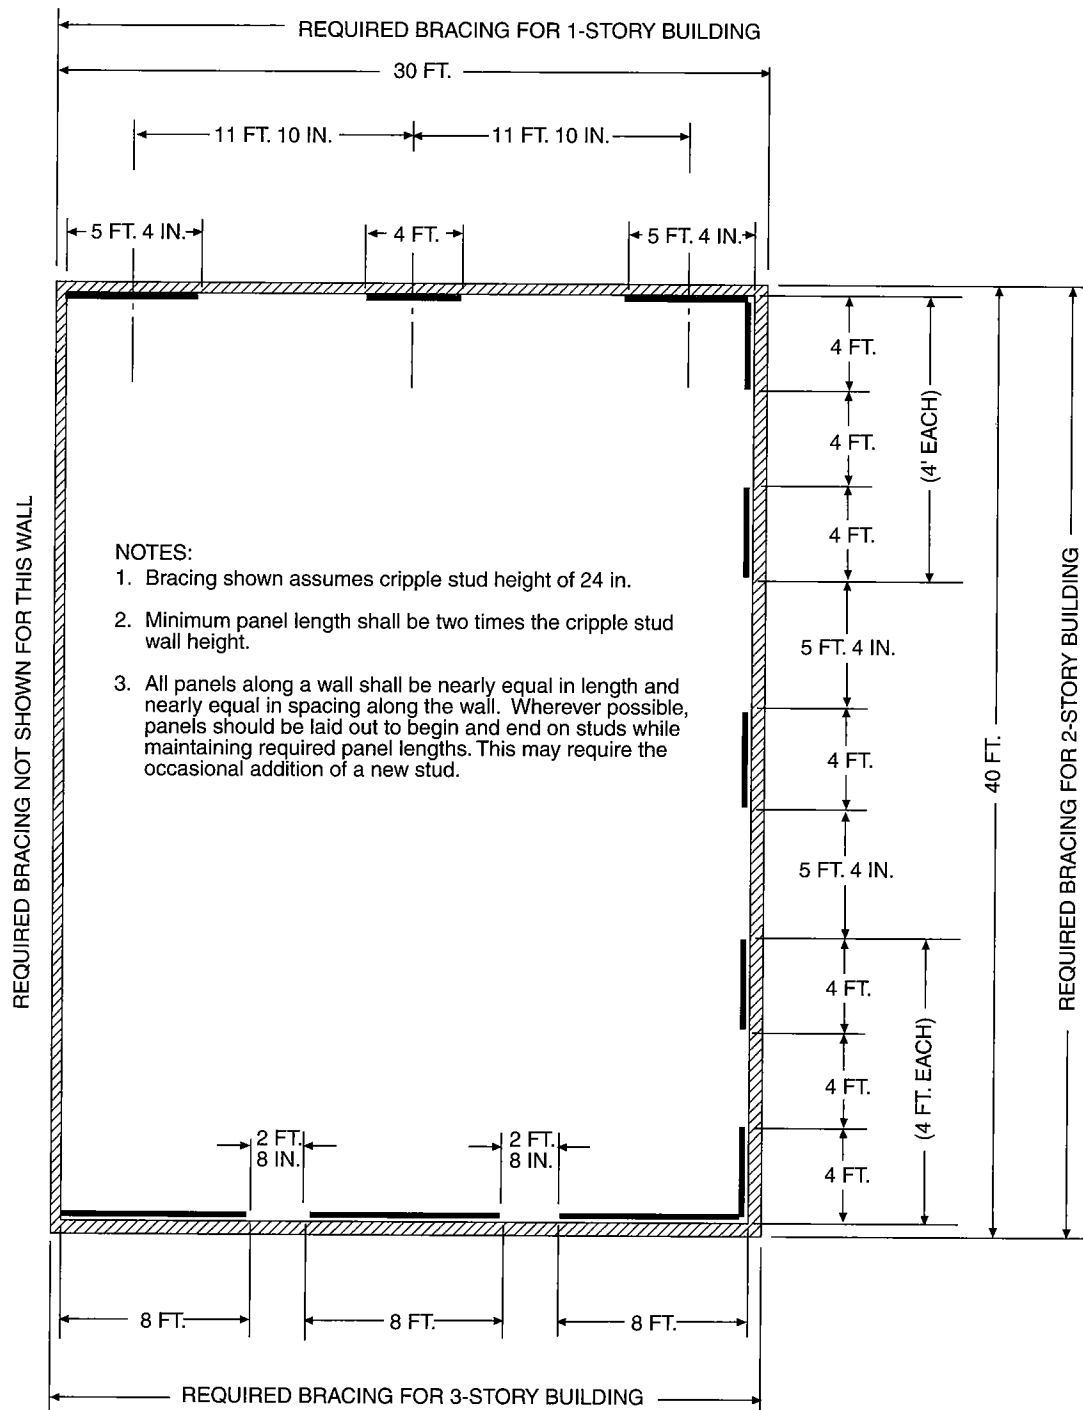 REQUIRED BRACING FOR 1-STORY BUILDING
30 FT.
11 FT. 10 IN.
11 FT. 10 IN.
5 FT. 4 IN.
4 FT.
5 FT. 4 IN.
4 FT.
4 FT.
(4' EACH)
4 FT.
REQUIRED BRACING NOT SHOWN FOR THIS WALL
NOTES:
1. Bracing shown assumes cripple stud height of 24 in.
2. Minimum panel length shall be two times the cripple stud
wall height.
3. All panels along a wall shall be nearly equal in length and
nearly equal in spacing along the wall. Wherever possible,
panels should be laid out to begin and end on studs while
maintaining required panel lengths. This may require the
occasional addition of a new stud.
5 FT. 4 IN.
4 FT.
40 FT.
REQUIRED BRACING FOR 2-STORY BUILDING
5 FT. 4 IN.
4 FT.
4 FT.
(4 FT. EACH)
4 FT.
2 FT.
8 IN.
2 FT.
8 IN.
8 FT.
8 FT.
8 FT.
REQUIRED BRACING FOR 3-STORY BUILDING